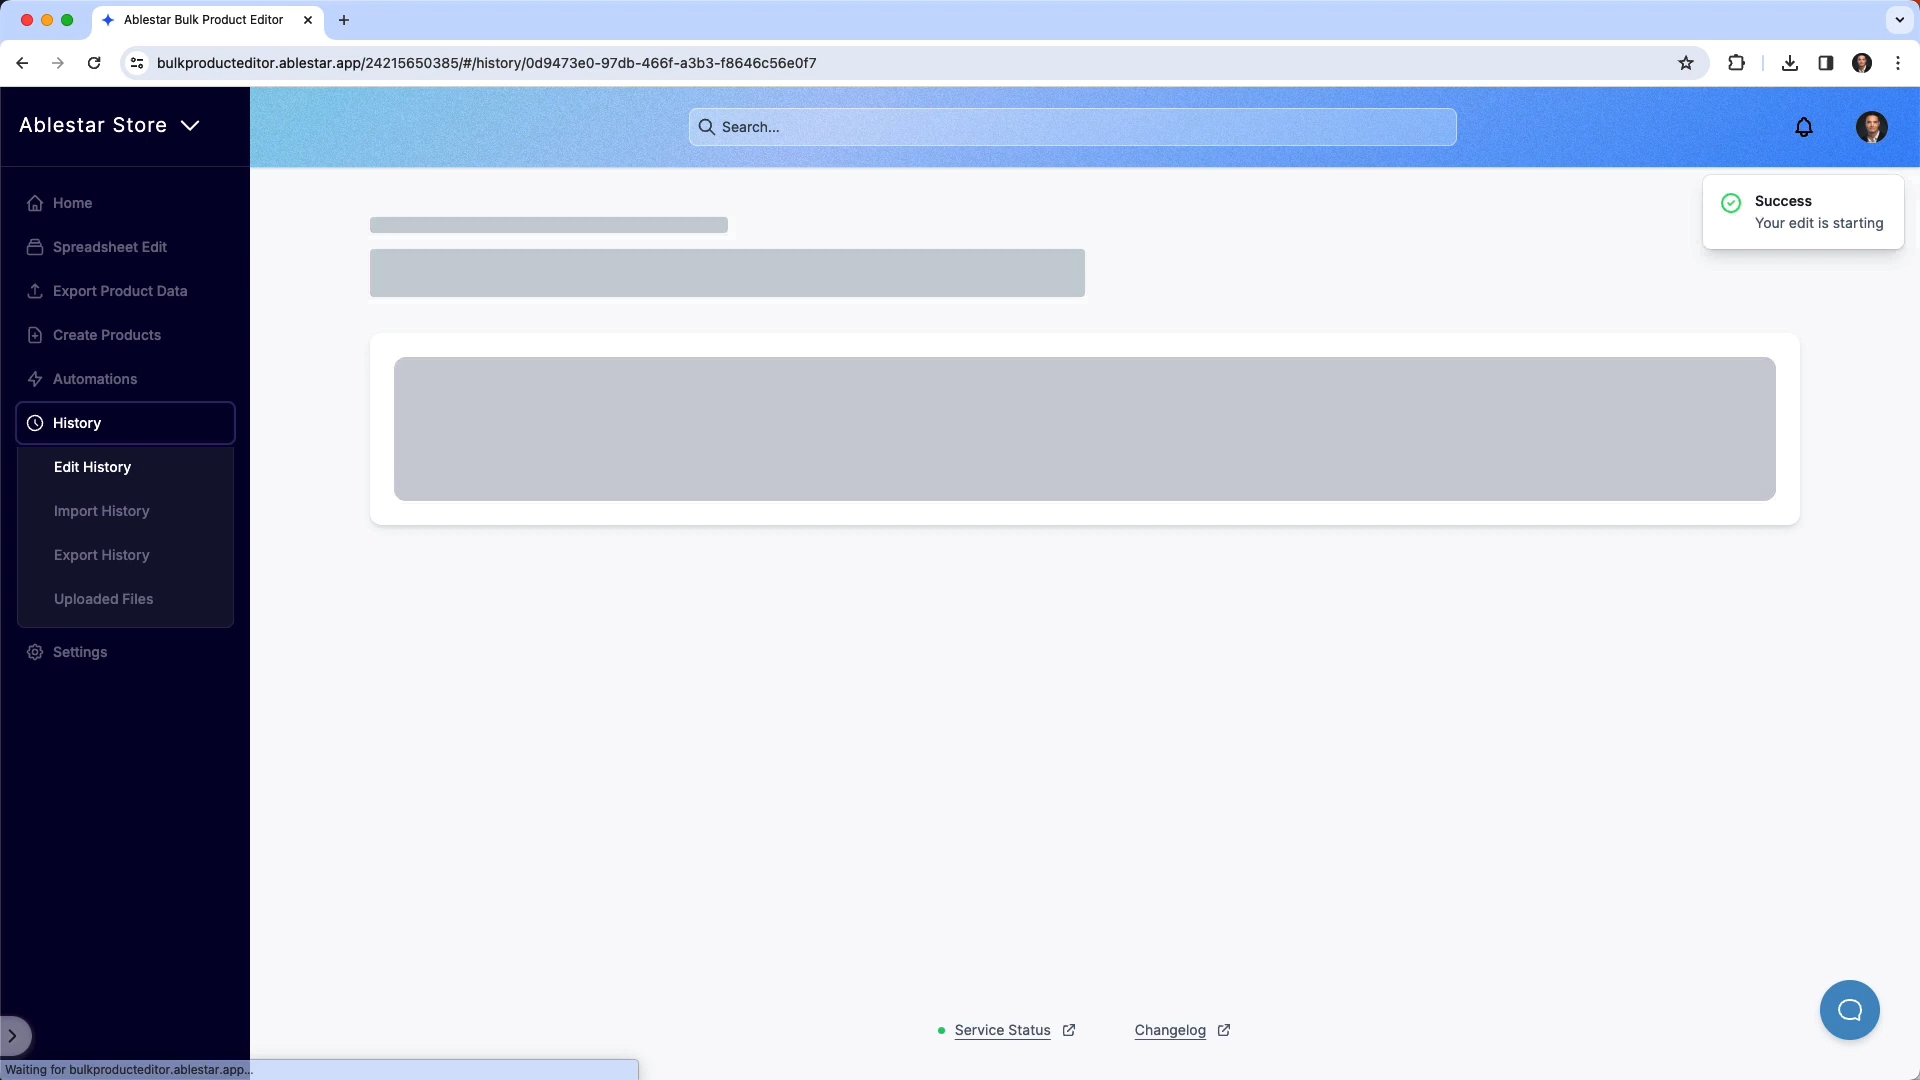 Ablestar Bulk Product Editor
bulkproducteditor.ablestar.app/24215650385/#/history/0d9473e0-97db-466f-a3b3-f8646c56e0f7
Ablestar Store
Search...
Success
Your edit is starting
Home
Spreadsheet Edit
Export Product Data
Create Products
Automations
History
Edit History
Import History
Export History
Uploaded Files
Settings
Service Status
Changelog
Waiting for bulkproducteditor.ablestar.app...